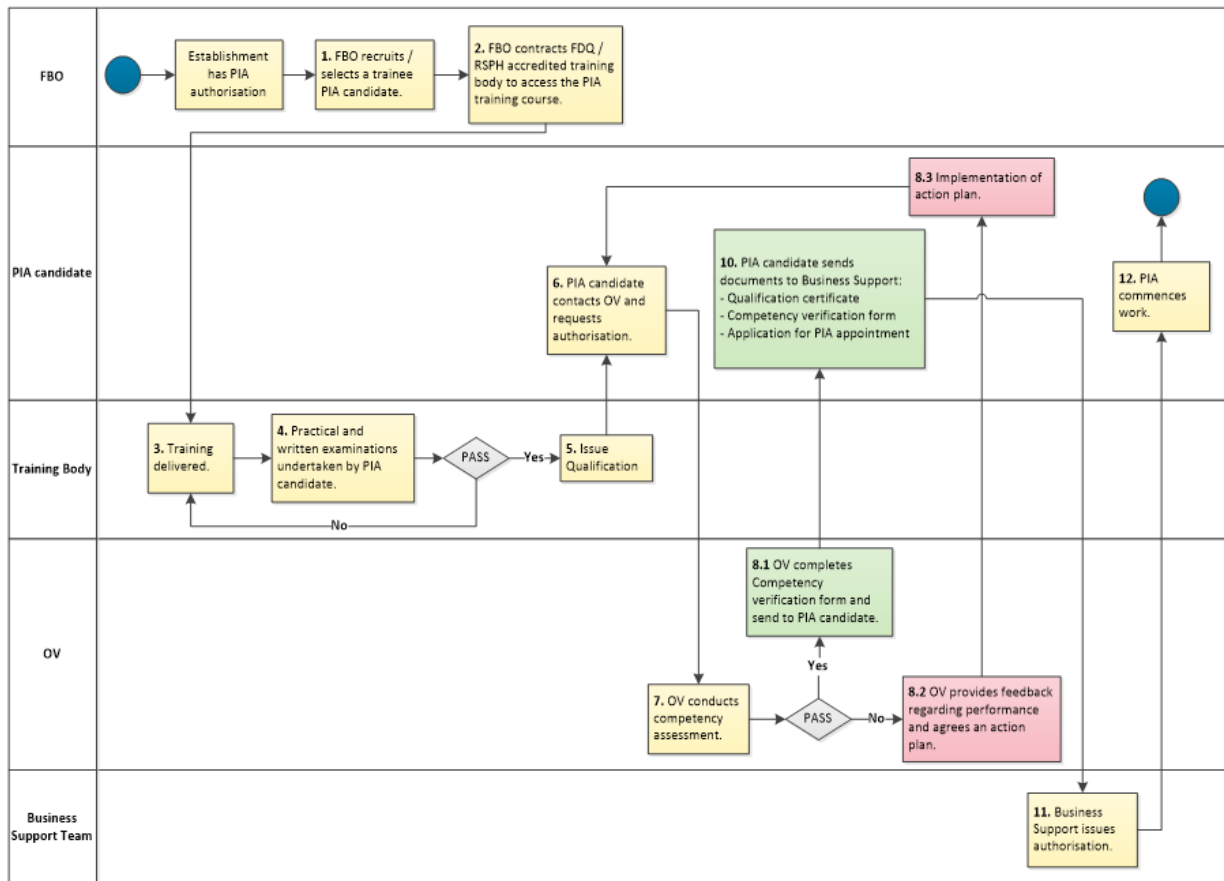 FBO
Establishment
has PIA
authorisation
1. FBO recruits /
selects a trainee
PIA candidate.
2. FBO contracts FDQ /
RSPH accredited training
body to access the PIA
training course.
PIA candidate
8.3 Implementation of
action plan.
6. PIA candidate
contacts OV and
requests
authorisation.
10. PIA candidate sends
documents to Business Support:
- Qualification certificate
- Competency verification form
- Application for PIA appointment
12. PIA
commences
work.
Training Body
3. Training
delivered.
4. Practical and
written examinations
undertaken by PIA
candidate.
PASS
Yes
No
5. Issue
Qualification
OV
8.1 OV completes
Competency
verification form and
send to PIA candidate.
Yes
7. OV conducts
competency
assessment.
PASS
No
8.2 OV provides feedback
regarding performance
and agrees an action
plan.
Business
Support Team
11. Business
Support issues
authorisation.